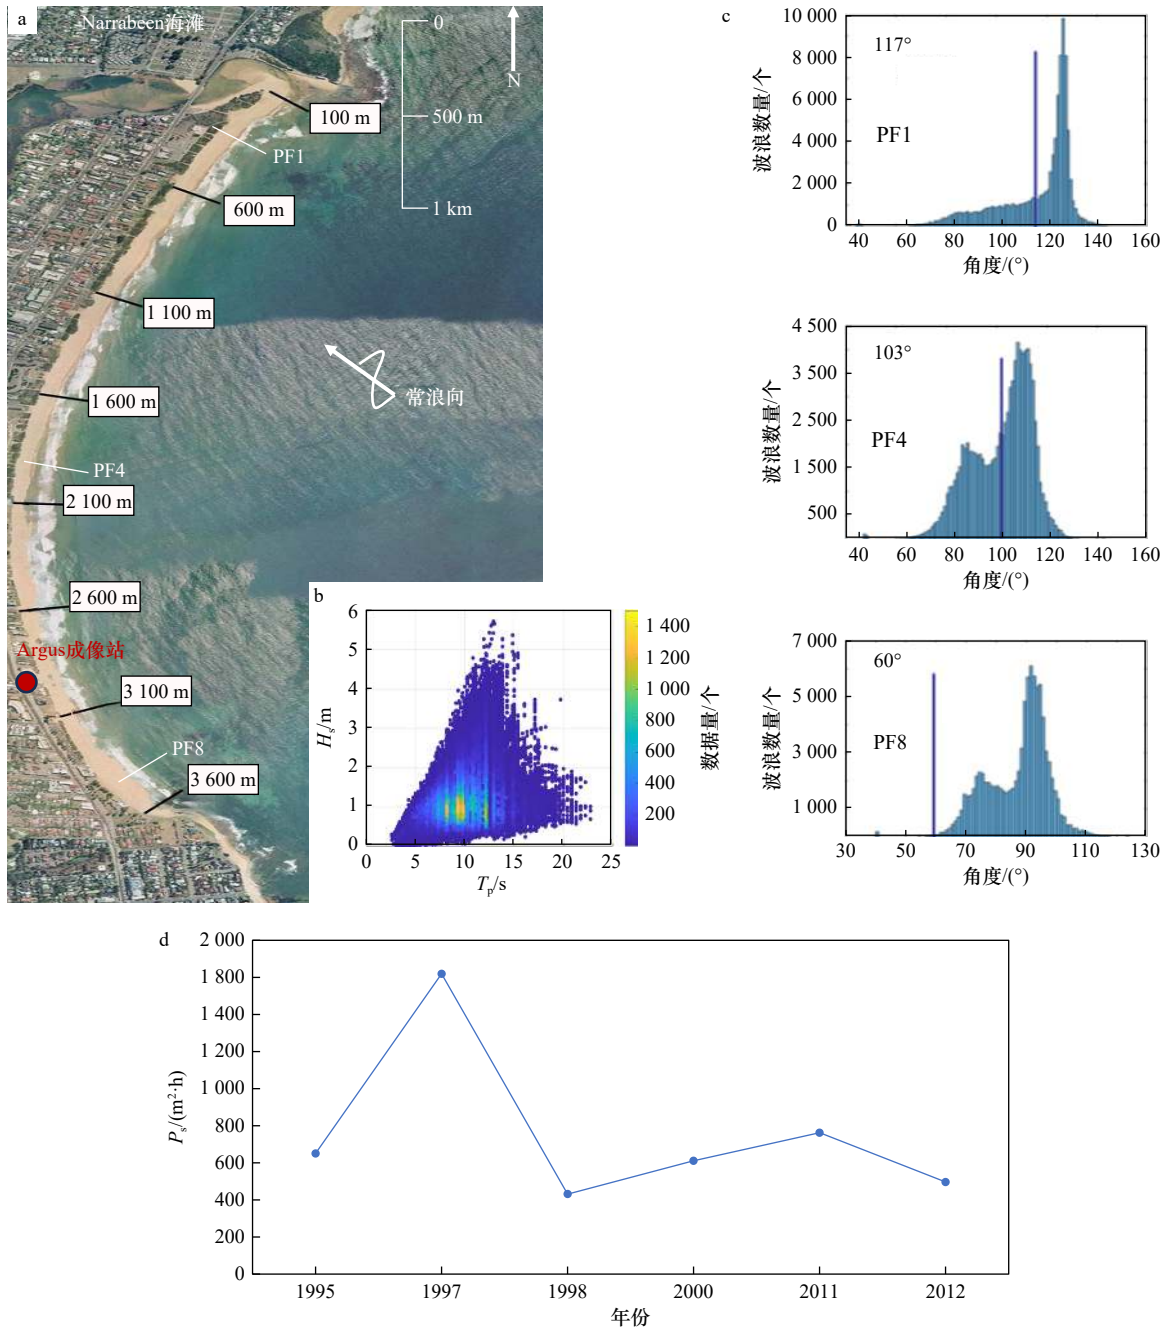 a
Narrabeen海滩
0
N
100 m
500 m
PF1
600 m
1 km
1 100 m
常浪向
1 600 m
PF4
2 100 m
2 600 m
Argus成像站
3 100 m
PF8
3 600 m
b
6
5
4
3
2
1
0
Hs/m
0 5 10 15 20 25
Tp/s
1 400
1 200
1 000
800
600
400
200
数据量/个
c
10 000
8 000
6 000
4 000
2 000
0
波浪数量/个
117°
PF1
40 60 80 100 120 140 160
角度/(°)
4 500
3 500
2 500
1 500
500
波浪数量/个
103°
PF4
40 60 80 100 120 140 160
角度/(°)
7 000
5 000
3 000
1 000
波浪数量/个
60°
PF8
30 50 70 90 110 130
角度/(°)
d
2 000
1 800
1 400
1 200
1 000
800
600
400
200
0
Ps/(m²·h)
1995 1997 1998 2000 2011 2012
年份